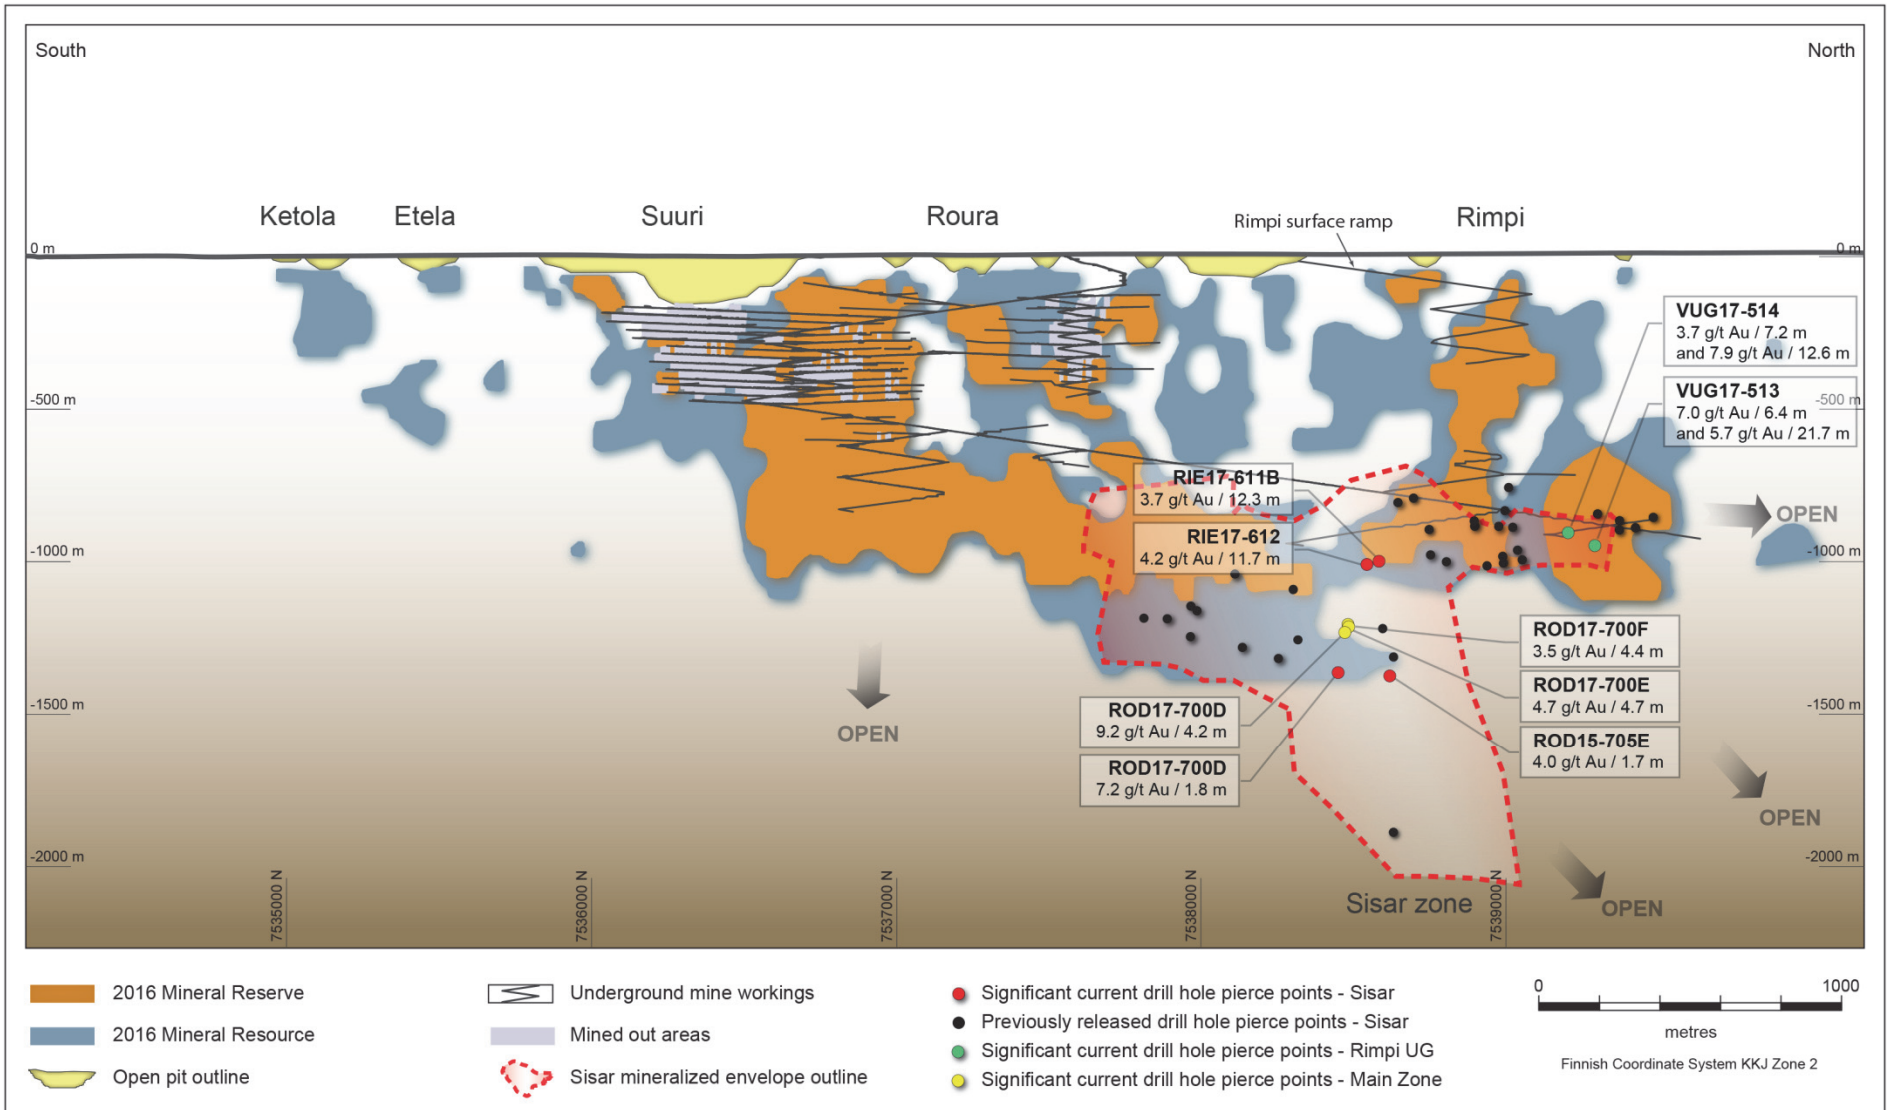 South
North
Ketola
Etela
Suuri
Roura
Rimpi surface ramp
Rimpi
0 m
0 m
VUG17-514
3.7 g/t Au / 7.2 m
and 7.9 g/t Au / 12.6 m
VUG17-513
7.0 g/t Au / 6.4 m
and 5.7 g/t Au / 21.7 m
-500 m
-500 m
RIE17-611B
3.7 g/t Au / 12.3 m
RIE17-612
4.2 g/t Au / 11.7 m
OPEN
-1000 m
-1000 m
ROD17-700F
3.5 g/t Au / 4.4 m
ROD17-700E
4.7 g/t Au / 4.7 m
ROD15-705E
4.0 g/t Au / 1.7 m
ROD17-700D
9.2 g/t Au / 4.2 m
ROD17-700D
7.2 g/t Au / 1.8 m
OPEN
-1500 m
-1500 m
OPEN
-2000 m
-2000 m
7535000 N
7536000 N
7537000 N
7538000 N
7539000 N
Sisar zone
OPEN
2016 Mineral Reserve
2016 Mineral Resource
Open pit outline
Underground mine workings
Mined out areas
Sisar mineralized envelope outline
Significant current drill hole pierce points - Sisar
Previously released drill hole pierce points - Sisar
Significant current drill hole pierce points - Rimpi UG
Significant current drill hole pierce points - Main Zone
0
1000
metres
Finnish Coordinate System KKJ Zone 2